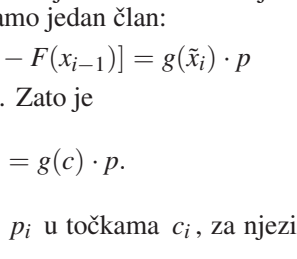 amo jedan član:
− F(x_{i−1})] = g(x̃_i) · p
. Zato je
= g(c) · p.
p_i u točkama c_i, za njezi